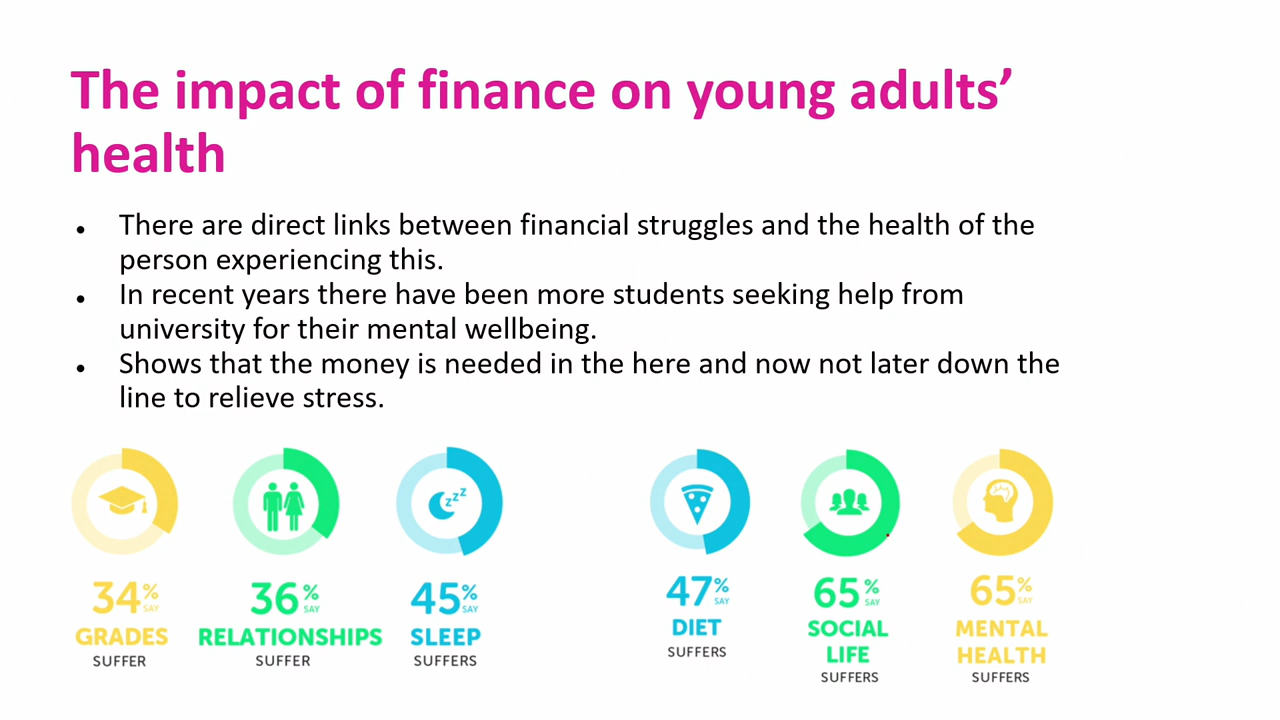 The impact of finance on young adults’
health
There are direct links between financial struggles and the health of the
person experiencing this.
In recent years there have been more students seeking help from
university for their mental wellbeing.
Shows that the money is needed in the here and now not later down the
line to relieve stress.
zzz
34% SAY
GRADES
SUFFER
36% SAY
RELATIONSHIPS
SUFFER
45% SAY
SLEEP
SUFFERS
47% SAY
DIET
SUFFERS
65% SAY
SOCIAL
LIFE
SUFFERS
65% SAY
MENTAL
HEALTH
SUFFERS